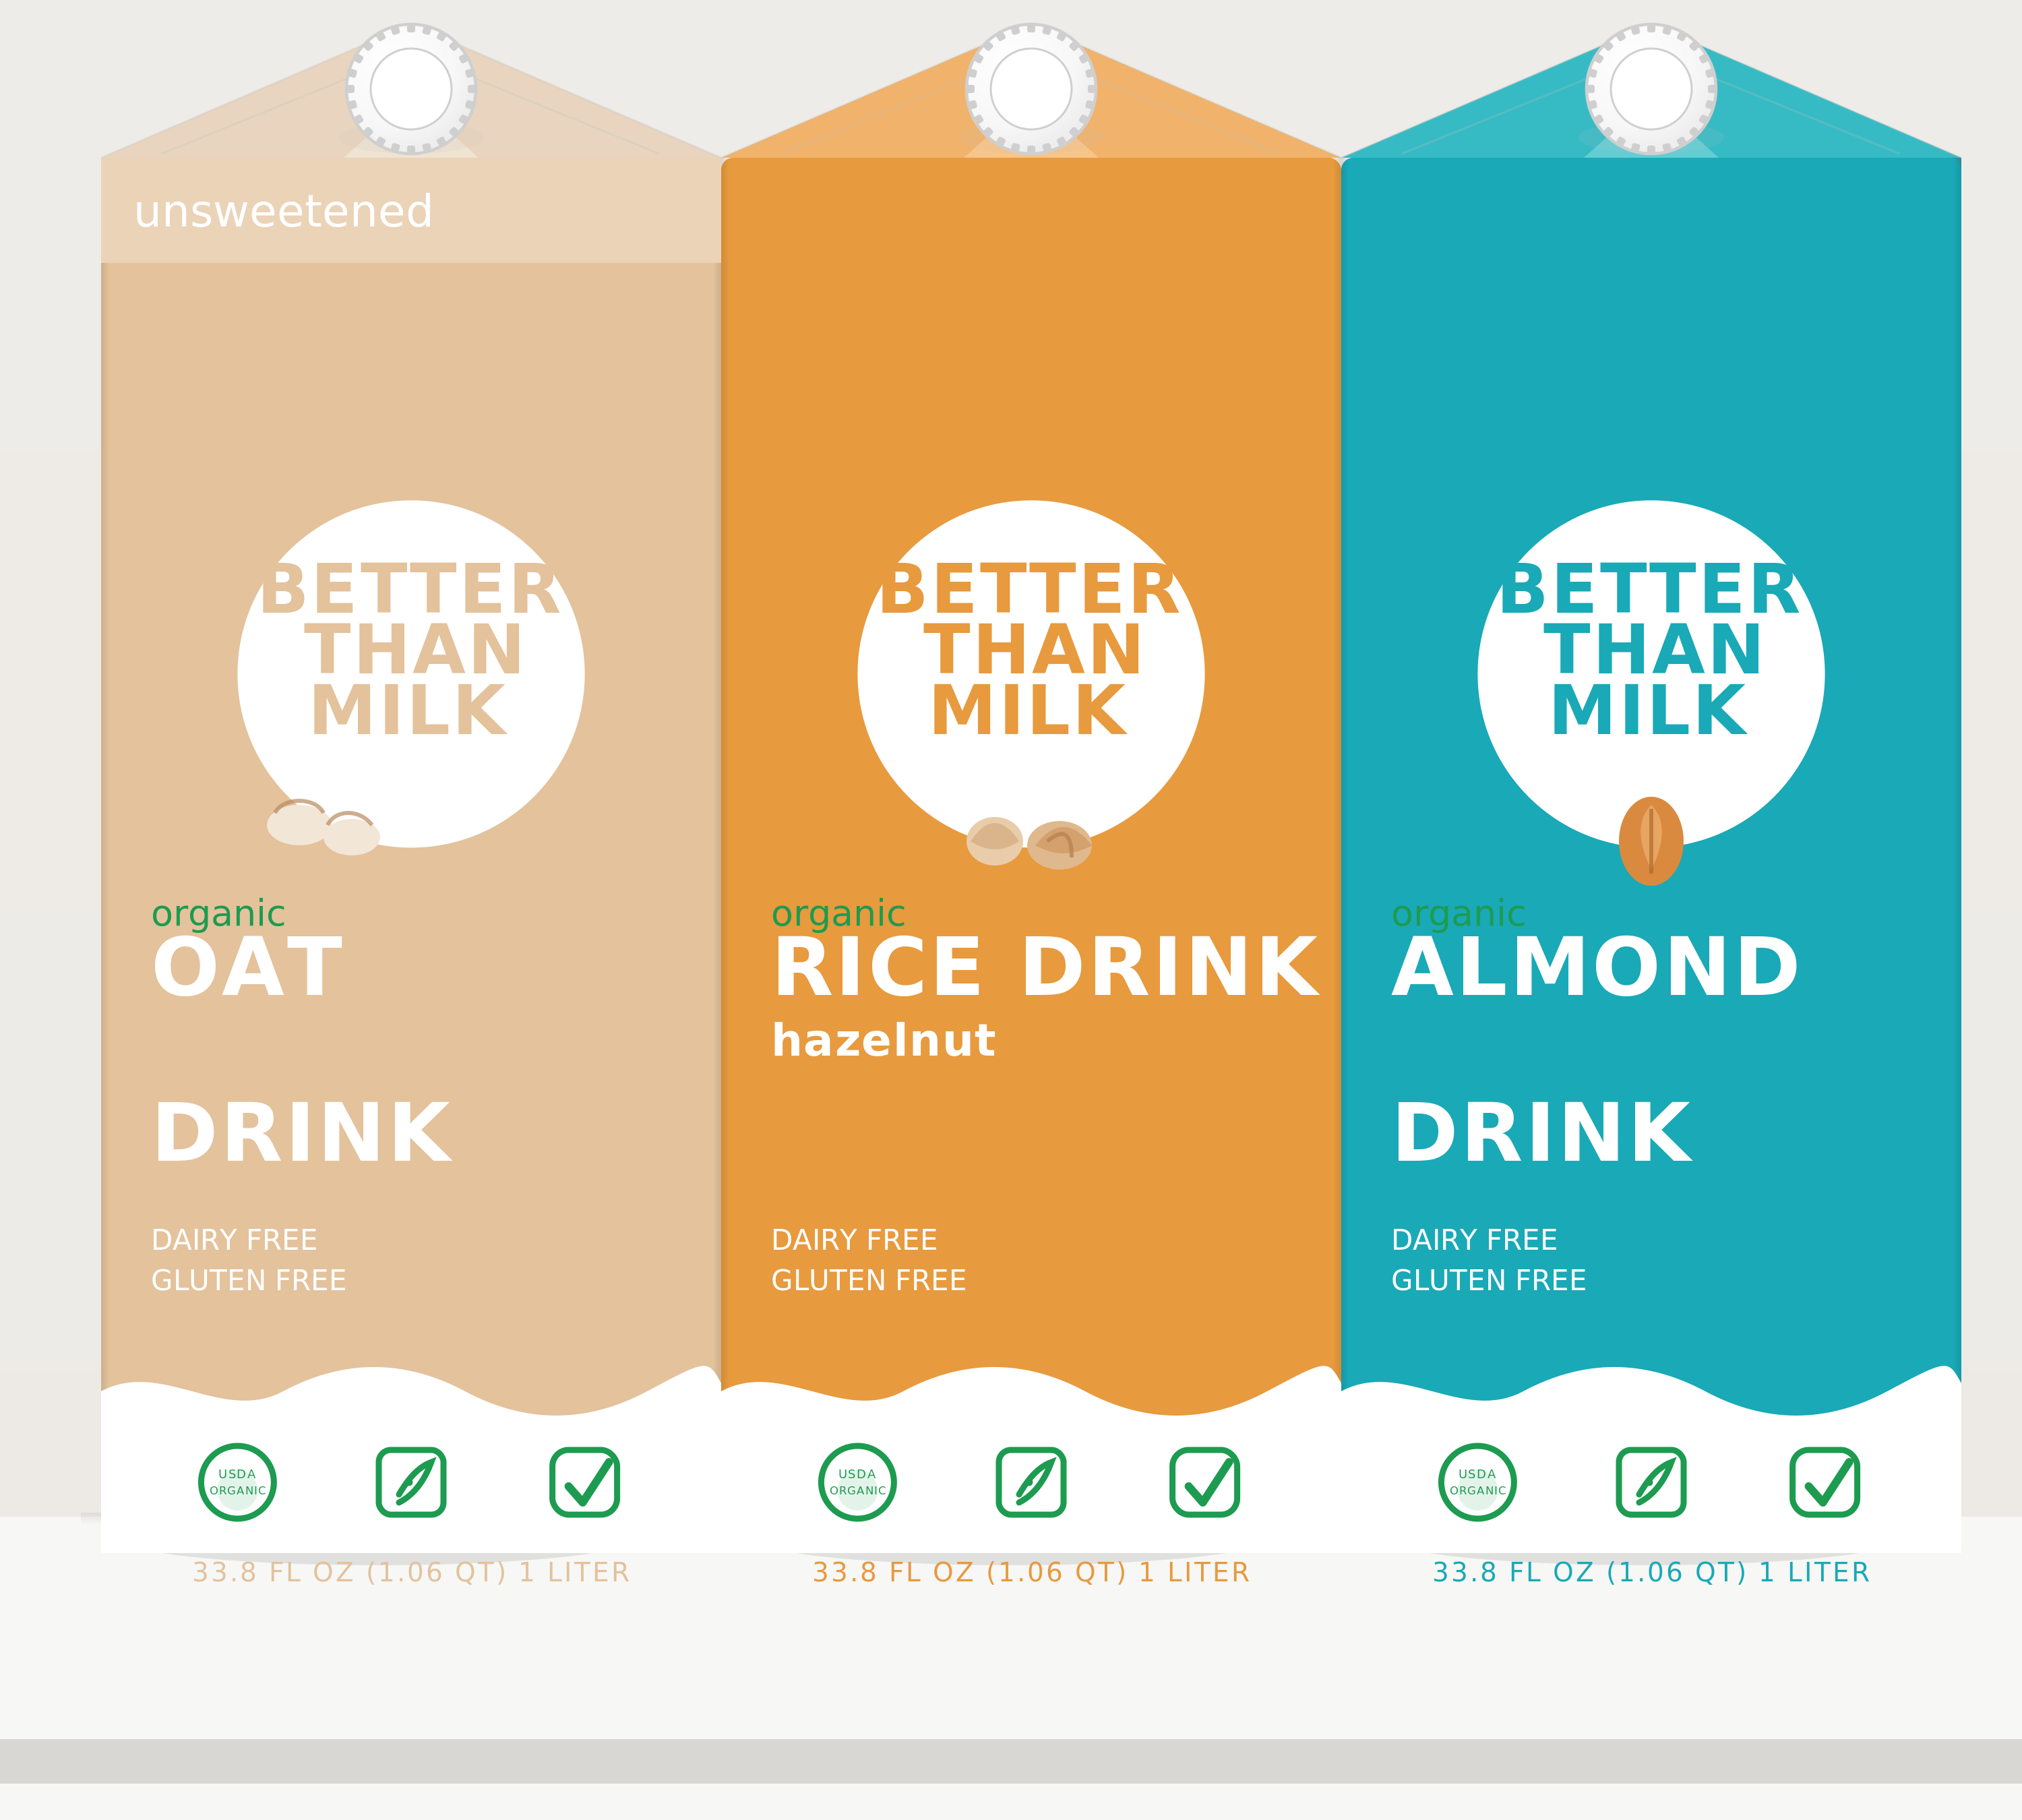 unsweetened
BETTER
THAN
MILK
organic
OAT
DRINK
DAIRY FREE
GLUTEN FREE
USDA
ORGANIC
33.8 FL OZ (1.06 QT) 1 LITER
BETTER
THAN
MILK
organic
RICE DRINK
hazelnut
DAIRY FREE
GLUTEN FREE
USDA
ORGANIC
33.8 FL OZ (1.06 QT) 1 LITER
BETTER
THAN
MILK
organic
ALMOND
DRINK
DAIRY FREE
GLUTEN FREE
USDA
ORGANIC
33.8 FL OZ (1.06 QT) 1 LITER